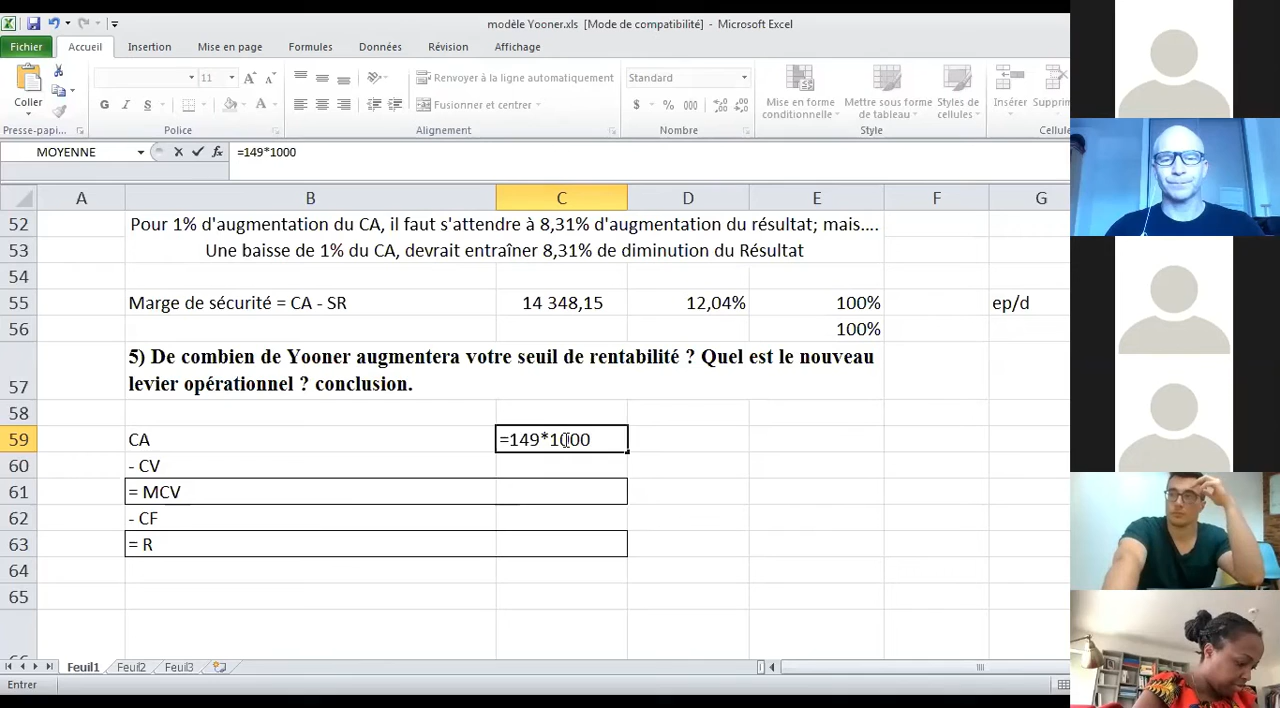 modèle Yooner.xls [Mode de compatibilité] - Microsoft Excel
Fichier Accueil Insertion Mise en page Formules Données Révision Affichage
Coller
11
Renvoyer à la ligne automatiquement
Standard
G I S
Fusionner et centrer
$ % 000
Mise en forme conditionnelle
Mettre sous forme de tableau
Styles de cellules
Insérer
Supprim
Presse-papi... Police Alignement Nombre Style Cellule
MOYENNE fx =149*1000
A B C D E F G
52 Pour 1% d'augmentation du CA, il faut s'attendre à 8,31% d'augmentation du résultat; mais....
53 Une baisse de 1% du CA, devrait entraîner 8,31% de diminution du Résultat
54
55 Marge de sécurité = CA - SR 14 348,15 12,04% 100% ep/d
56 100%
5) De combien de Yooner augmentera votre seuil de rentabilité ? Quel est le nouveau
57 levier opérationnel ? conclusion.
58
59 CA =149*1000
60 - CV
61 = MCV
62 - CF
63 = R
64
65
Feuil1 Feuil2 Feuil3
Entrer